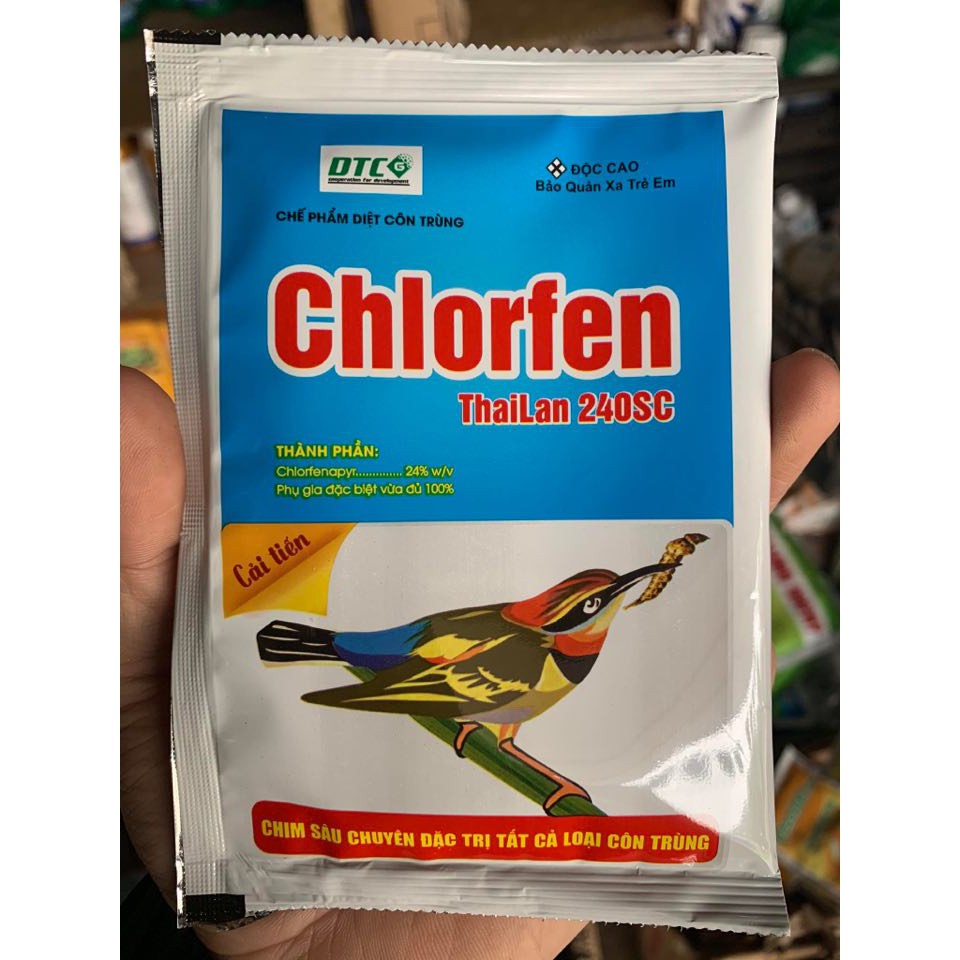 DTC G
cooperation for development
ĐỘC CAO
Bảo Quản Xa Trẻ Em
CHẾ PHẨM DIỆT CÔN TRÙNG
Chlorfen
ThaiLan 240SC
THÀNH PHẦN:
Chlorfenapyr.............. 24% w/v
Phụ gia đặc biệt vừa đủ 100%
Cải tiến
CHIM SÂU CHUYÊN ĐẶC TRỊ TẤT CẢ LOẠI CÔN TRÙNG